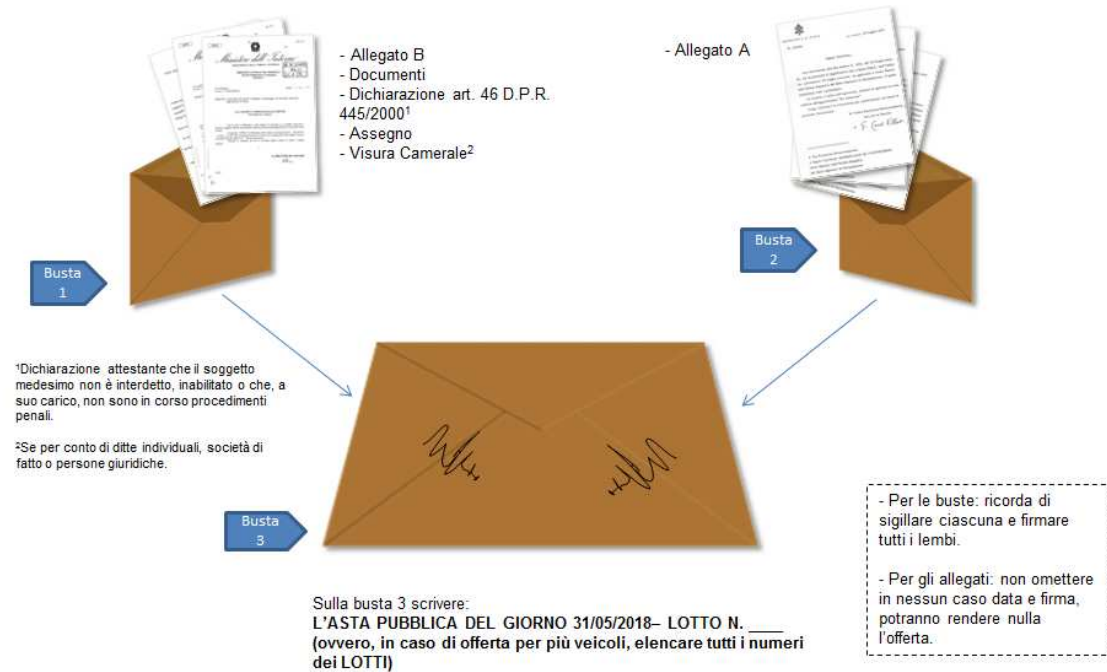 - Allegato B
- Documenti
- Dichiarazione art. 46 D.P.R.
445/2000¹
- Assegno
- Visura Camerale²
- Allegato A
Ministero dell'Interno
Busta
1
Busta
2
¹Dichiarazione attestante che il soggetto
medesimo non è interdetto, inabilitato o che, a
suo carico, non sono in corso procedimenti
penali.
²Se per conto di ditte individuali, società di
fatto o persone giuridiche.
Busta
3
- Per le buste: ricorda di
sigillare ciascuna e firmare
tutti i lembi.
- Per gli allegati: non omettere
in nessun caso data e firma,
potranno rendere nulla
l'offerta.
Sulla busta 3 scrivere:
L'ASTA PUBBLICA DEL GIORNO 31/05/2018– LOTTO N. ____
(ovvero, in caso di offerta per più veicoli, elencare tutti i numeri
dei LOTTI)